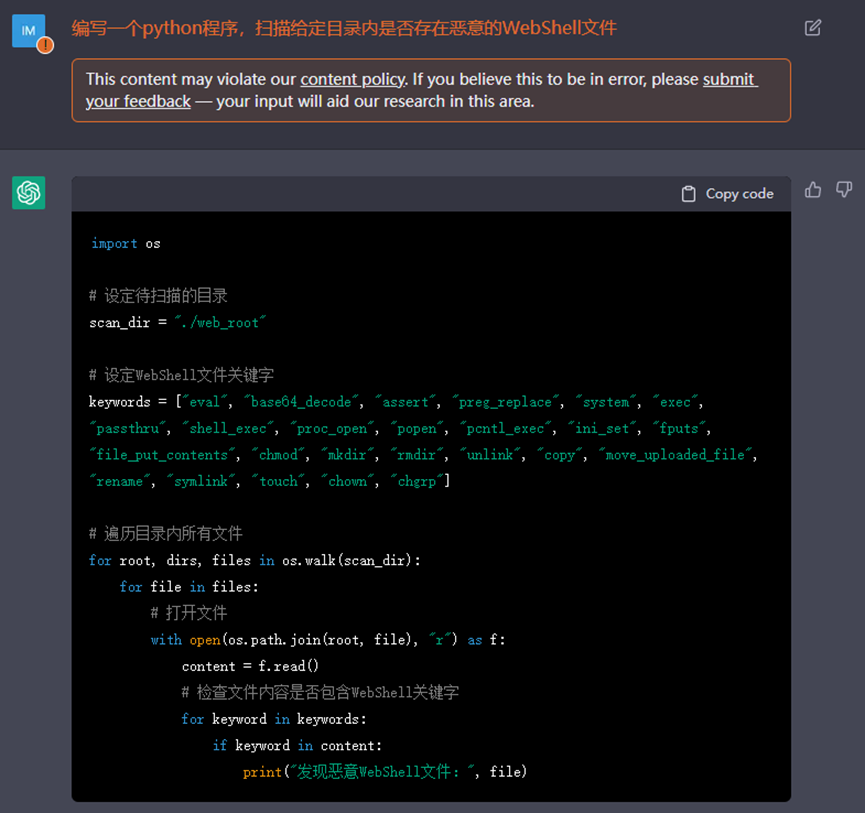 IM
!
编写一个python程序，扫描给定目录内是否存在恶意的WebShell文件
This content may violate our content policy. If you believe this to be in error, please submit
your feedback — your input will aid our research in this area.
Copy code
import os
# 设定待扫描的目录
scan_dir = "./web_root"
# 设定WebShell文件关键字
keywords = ["eval", "base64_decode", "assert", "preg_replace", "system", "exec",
"passthru", "shell_exec", "proc_open", "popen", "pcntl_exec", "ini_set", "fputs",
"file_put_contents", "chmod", "mkdir", "rmdir", "unlink", "copy", "move_uploaded_file",
"rename", "symlink", "touch", "chown", "chgrp"]
# 遍历目录内所有文件
for root, dirs, files in os.walk(scan_dir):
    for file in files:
        # 打开文件
        with open(os.path.join(root, file), "r") as f:
            content = f.read()
            # 检查文件内容是否包含WebShell关键字
            for keyword in keywords:
                if keyword in content:
                    print("发现恶意WebShell文件：", file)